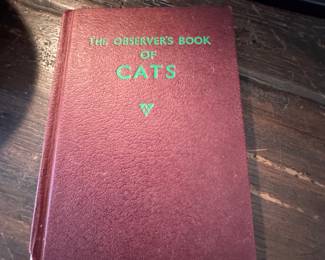 THE OBSERVER'S BOOK
OF
CATS